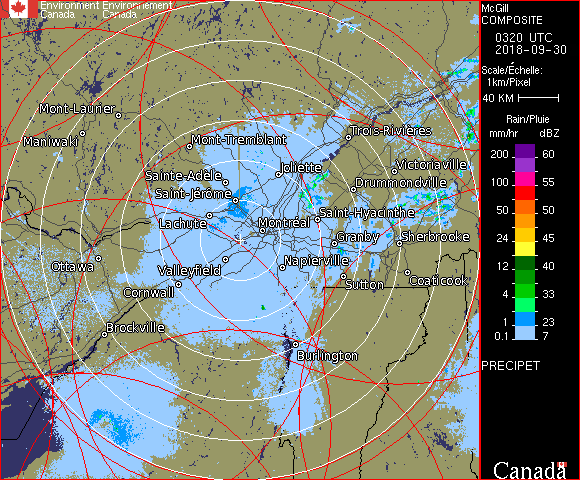 Environment Environnement
Canada Canada
McGill
COMPOSITE
0320 UTC
2018-09-30
Scale/Échelle:
1km/Pixel
40 KM
Rain/Pluie
mm/hr dBZ
200 60
100 55
50 50
24 45
12 40
4 33
1 23
0.1 7
PRECIPET
Canada
Mont-Laurier
Maniwaki
Mont-Tremblant
Trois-Rivières
Joliette
Victoriaville
Sainte-Adèle
Drummondville
Saint-Jérôme
Saint-Hyacinthe
Lachute
Montréal
Granby
Sherbrooke
Ottawa
Valleyfield
Napierville
Coaticook
Sutton
Cornwall
Brockville
Burlington